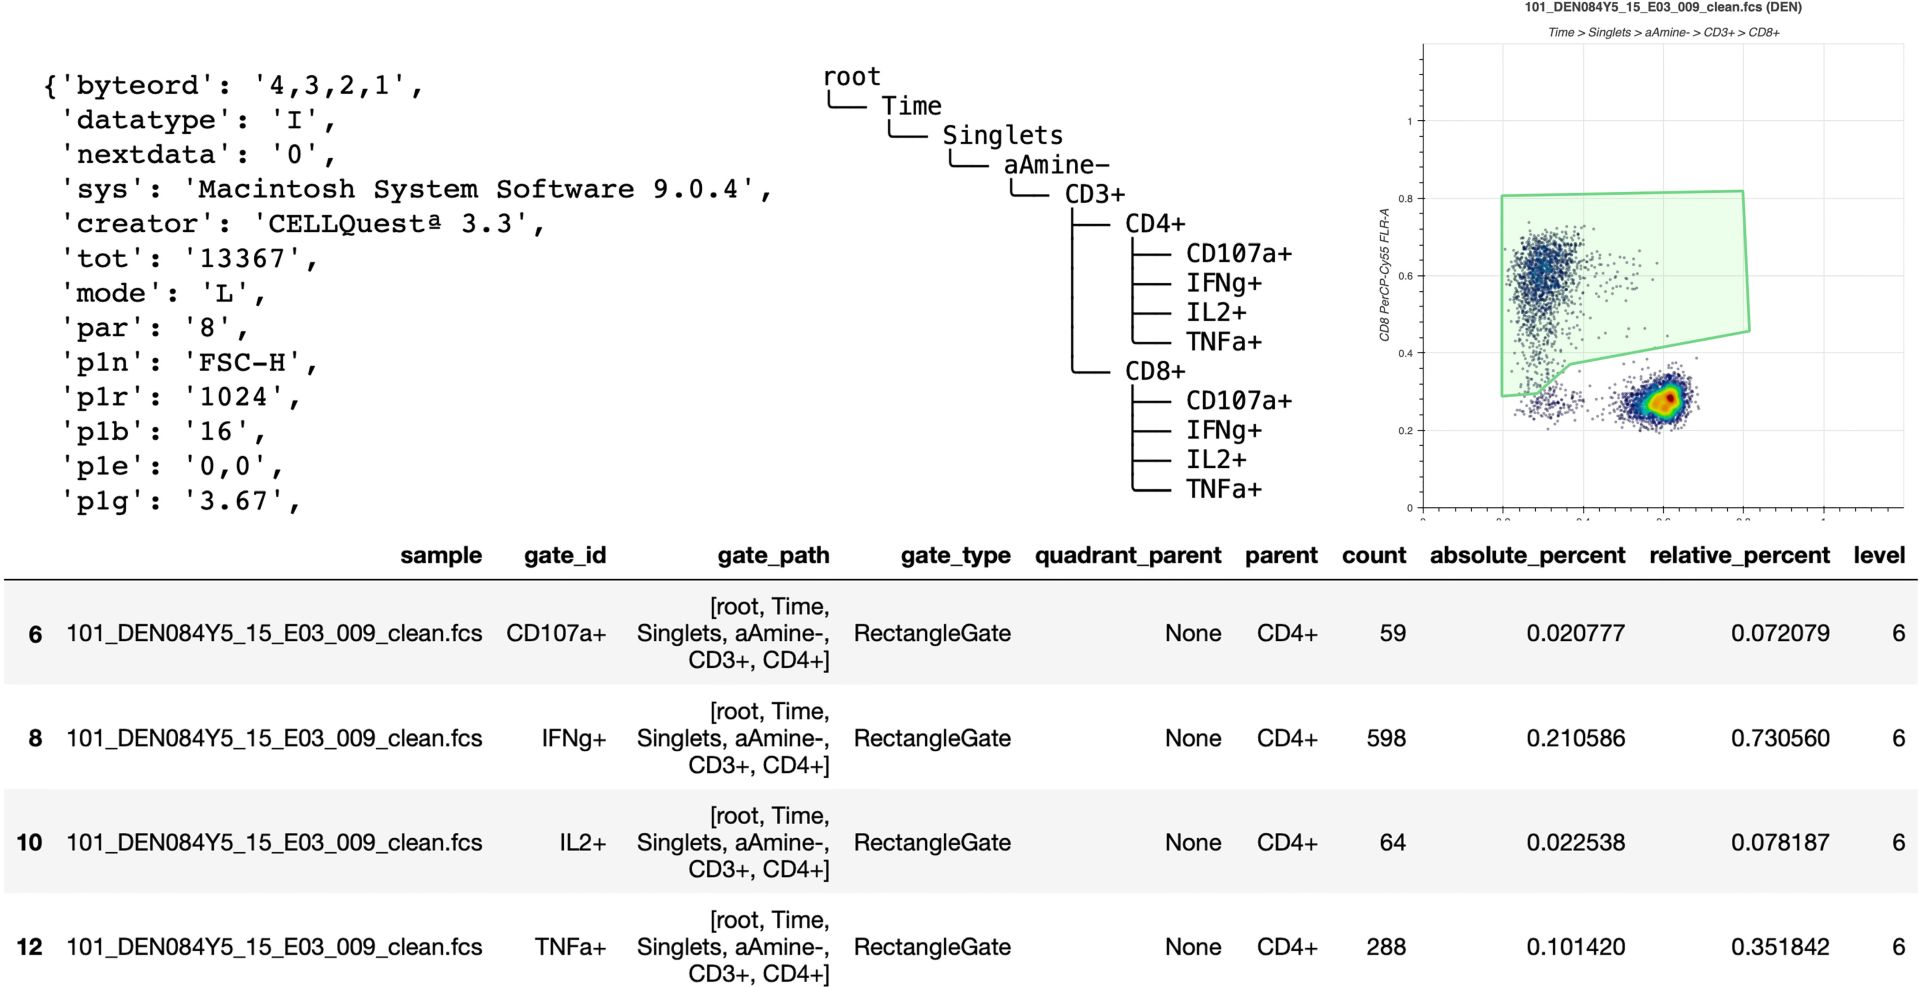 {'byteord': '4,3,2,1',
'datatype': 'I',
'nextdata': '0',
'sys': 'Macintosh System Software 9.0.4',
'creator': 'CELLQuestª 3.3',
'tot': '13367',
'mode': 'L',
'par': '8',
'p1n': 'FSC-H',
'p1r': '1024',
'p1b': '16',
'p1e': '0,0',
'p1g': '3.67',
root
Time
Singlets
aAmine-
CD3+
CD4+
CD107a+
IFNg+
IL2+
TNFa+
CD8+
CD107a+
IFNg+
IL2+
TNFa+
101_DEN084Y5_15_E03_009_clean.fcs (DEN)
Time > Singlets > aAmine- > CD3+ > CD8+
CD8 PerCP-Cy55 FLR-A
1
0.8
0.6
0.4
0.2
0
sample gate_id gate_path gate_type quadrant_parent parent count absolute_percent relative_percent level
[root, Time,
6 101_DEN084Y5_15_E03_009_clean.fcs CD107a+ Singlets, aAmine-, RectangleGate None CD4+ 59 0.020777 0.072079 6
CD3+, CD4+]
[root, Time,
8 101_DEN084Y5_15_E03_009_clean.fcs IFNg+ Singlets, aAmine-, RectangleGate None CD4+ 598 0.210586 0.730560 6
CD3+, CD4+]
[root, Time,
10 101_DEN084Y5_15_E03_009_clean.fcs IL2+ Singlets, aAmine-, RectangleGate None CD4+ 64 0.022538 0.078187 6
CD3+, CD4+]
[root, Time,
12 101_DEN084Y5_15_E03_009_clean.fcs TNFa+ Singlets, aAmine-, RectangleGate None CD4+ 288 0.101420 0.351842 6
CD3+, CD4+]